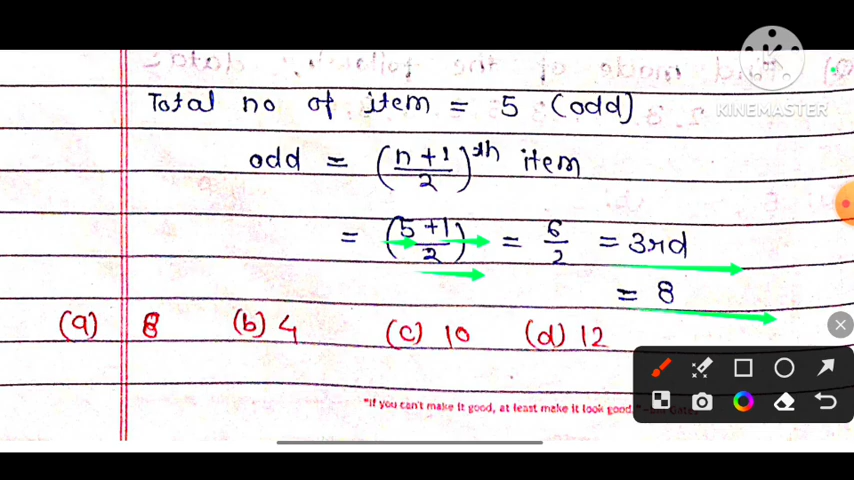 KINEMASTER
Total no of item = 5 (odd)
odd = (n+1/2)th item
= (5+1/2) = 6/2 = 3rd
= 8
(a) 8 (b) 4 (c) 10 (d) 12
"If you can't make it good, at least make it look good."